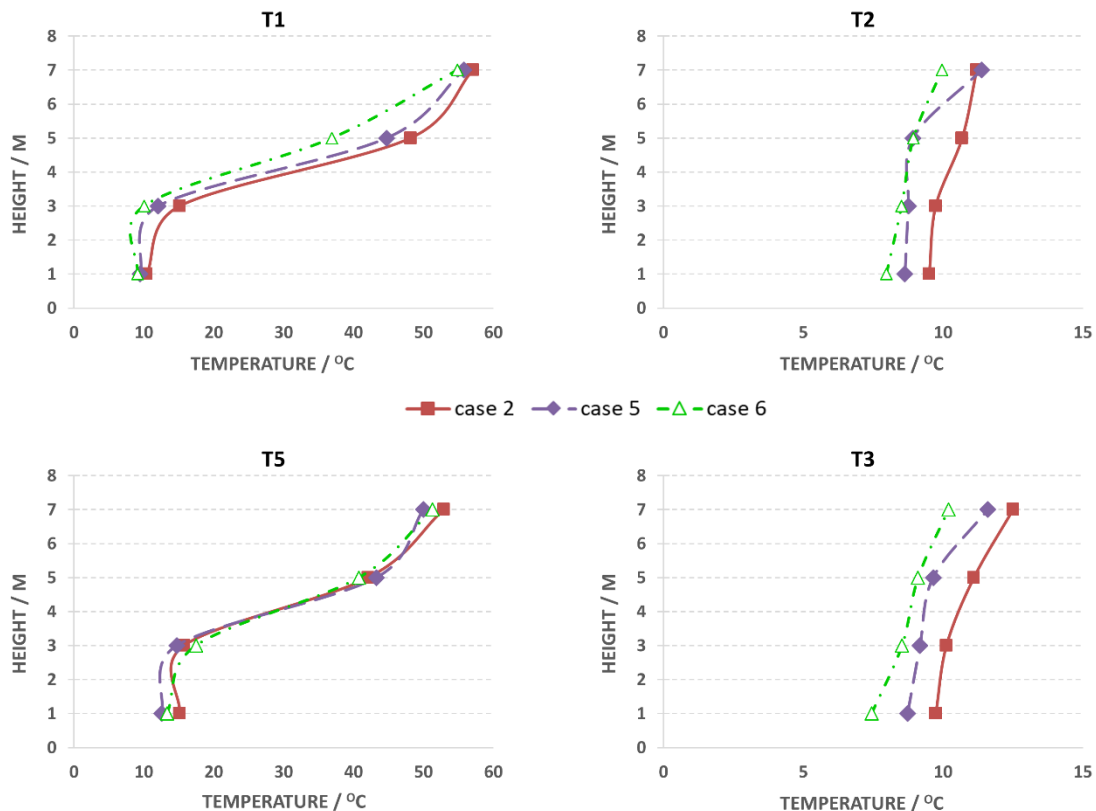 T1
8
7
6
5
4
3
2
1
0
HEIGHT / M
0 10 20 30 40 50 60
TEMPERATURE / ᴼC
T2
8
7
6
5
4
3
2
1
0
HEIGHT / M
0 5 10 15
TEMPERATURE / ᴼC
case 2 case 5 case 6
T5
8
7
6
5
4
3
2
1
0
HEIGHT / M
0 10 20 30 40 50 60
TEMPERATURE / ᴼC
T3
8
7
6
5
4
3
2
1
0
HEIGHT / M
0 5 10 15
TEMPERATURE / ᴼC